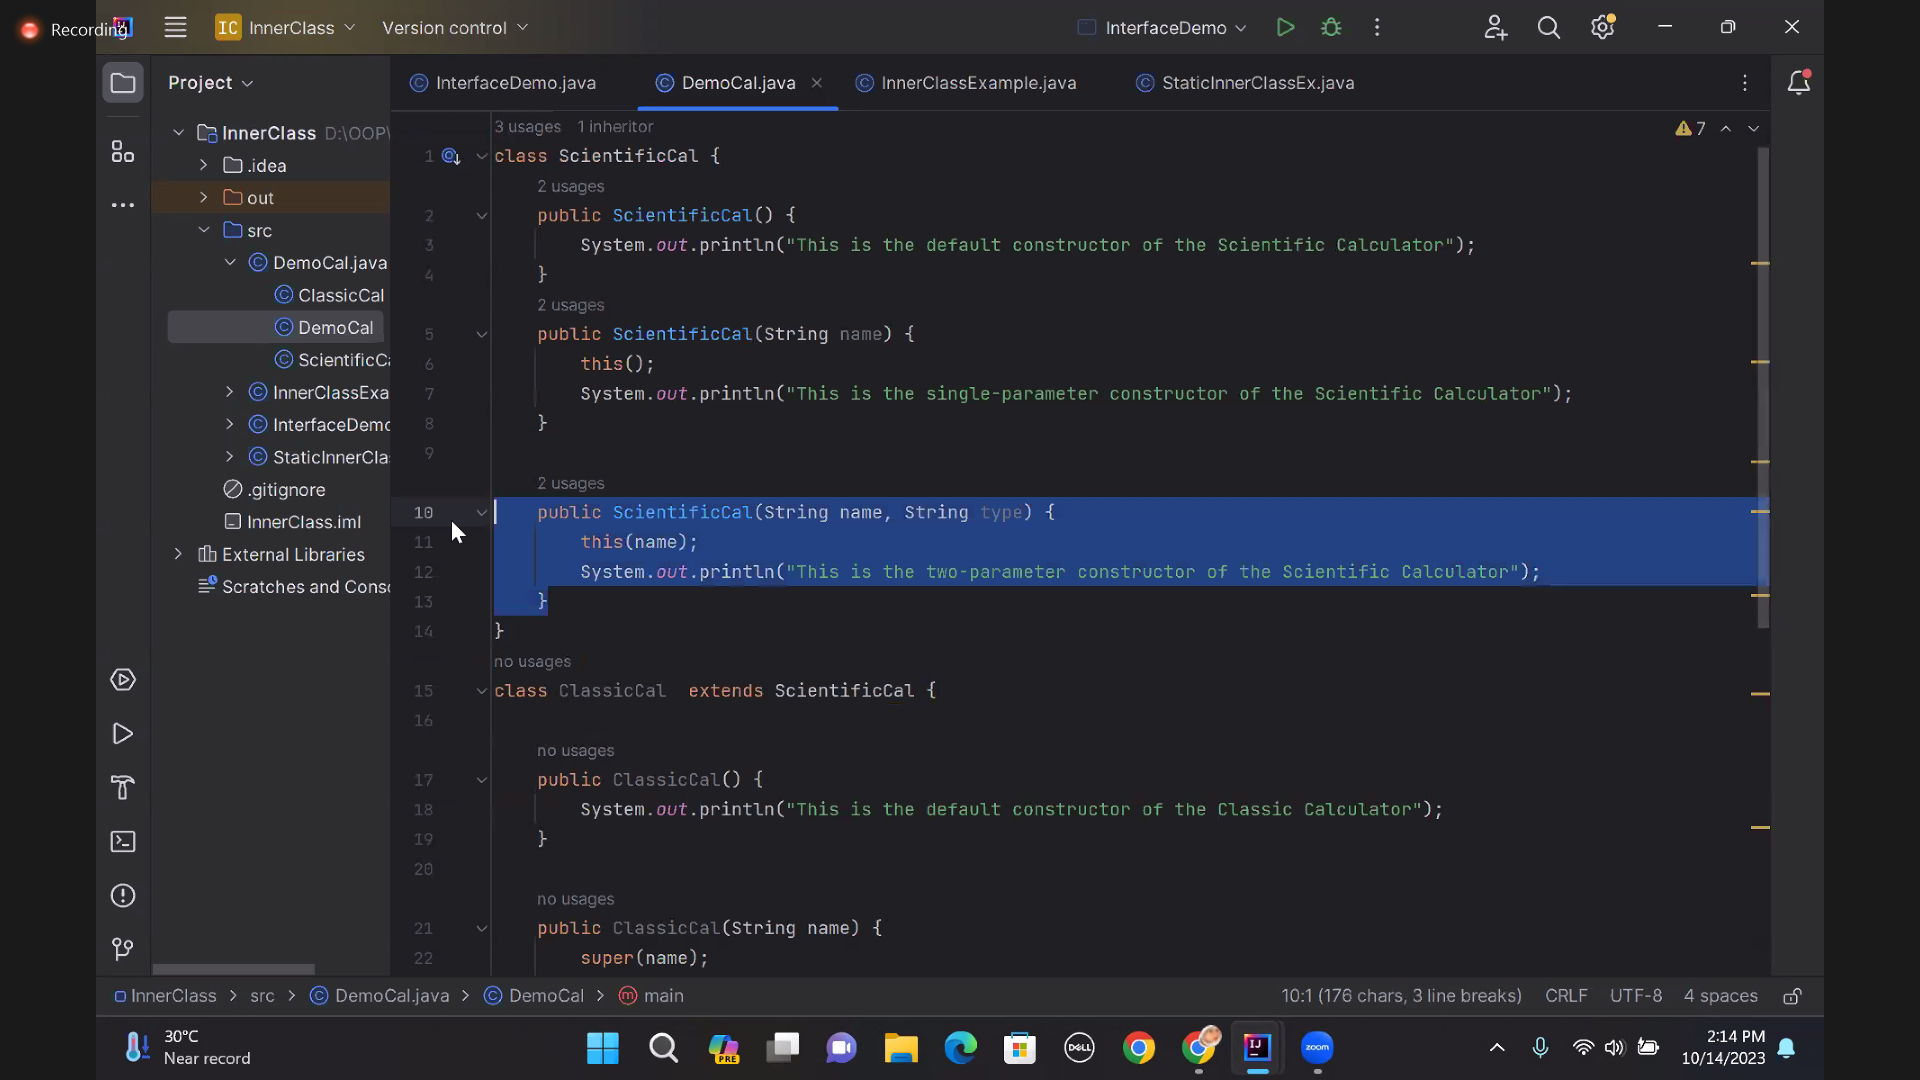 Recording
IC InnerClass Version control InterfaceDemo
Project
InterfaceDemo.java DemoCal.java InnerClassExample.java StaticInnerClassEx.java
InnerClass D:\OOP\
.idea
out
src
DemoCal.java
ClassicCal
DemoCal
ScientificCa
InnerClassExa
InterfaceDemo
StaticInnerClas
.gitignore
InnerClass.iml
External Libraries
Scratches and Conso
3 usages 1 inheritor
7
1 class ScientificCal {
2 usages
2 public ScientificCal() {
3 System.out.println("This is the default constructor of the Scientific Calculator");
4 }
2 usages
5 public ScientificCal(String name) {
6 this();
7 System.out.println("This is the single-parameter constructor of the Scientific Calculator");
8 }
9
2 usages
10 public ScientificCal(String name, String type) {
11 this(name);
12 System.out.println("This is the two-parameter constructor of the Scientific Calculator");
13 }
14 }
no usages
15 class ClassicCal extends ScientificCal {
16
no usages
17 public ClassicCal() {
18 System.out.println("This is the default constructor of the Classic Calculator");
19 }
20
no usages
21 public ClassicCal(String name) {
22 super(name);
InnerClass > src > DemoCal.java > DemoCal > main
10:1 (176 chars, 3 line breaks) CRLF UTF-8 4 spaces
30°C
Near record
PRE
DELL
IJ
zoom
2:14 PM
10/14/2023